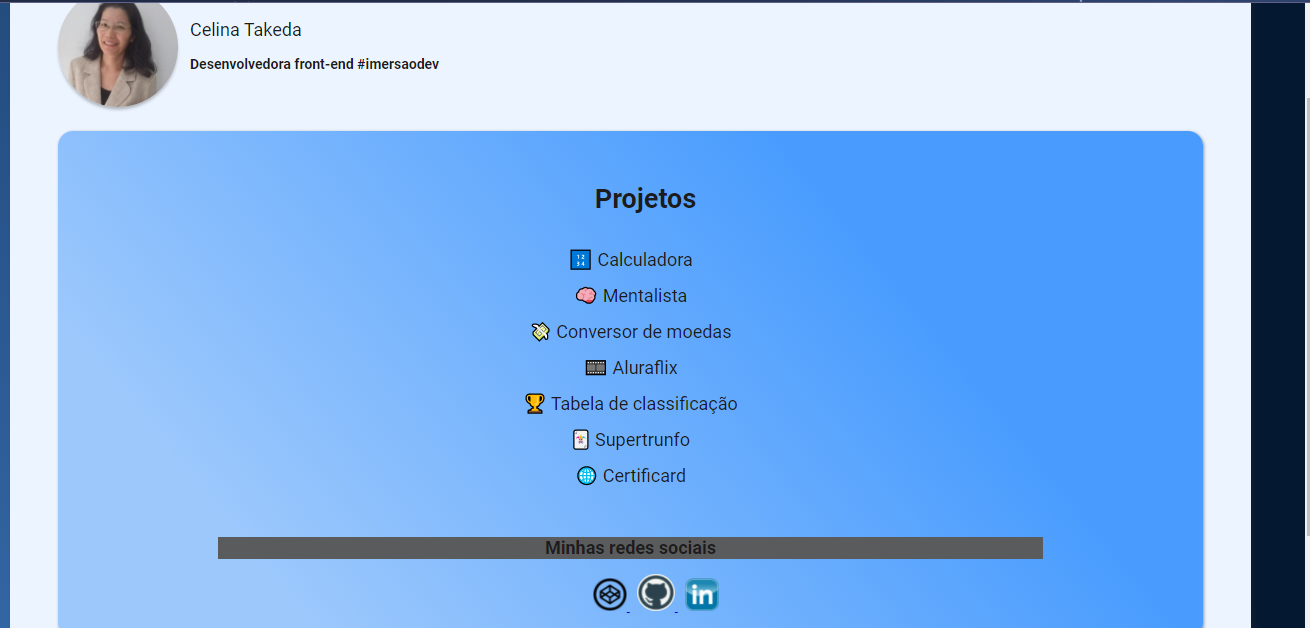 Celina Takeda
Desenvolvedora front-end #imersaodev
Projetos
🔢 Calculadora
🧠 Mentalista
💸 Conversor de moedas
🎞️ Aluraflix
🏆 Tabela de classificação
🃏 Supertrunfo
🌐 Certificard
Minhas redes sociais
in